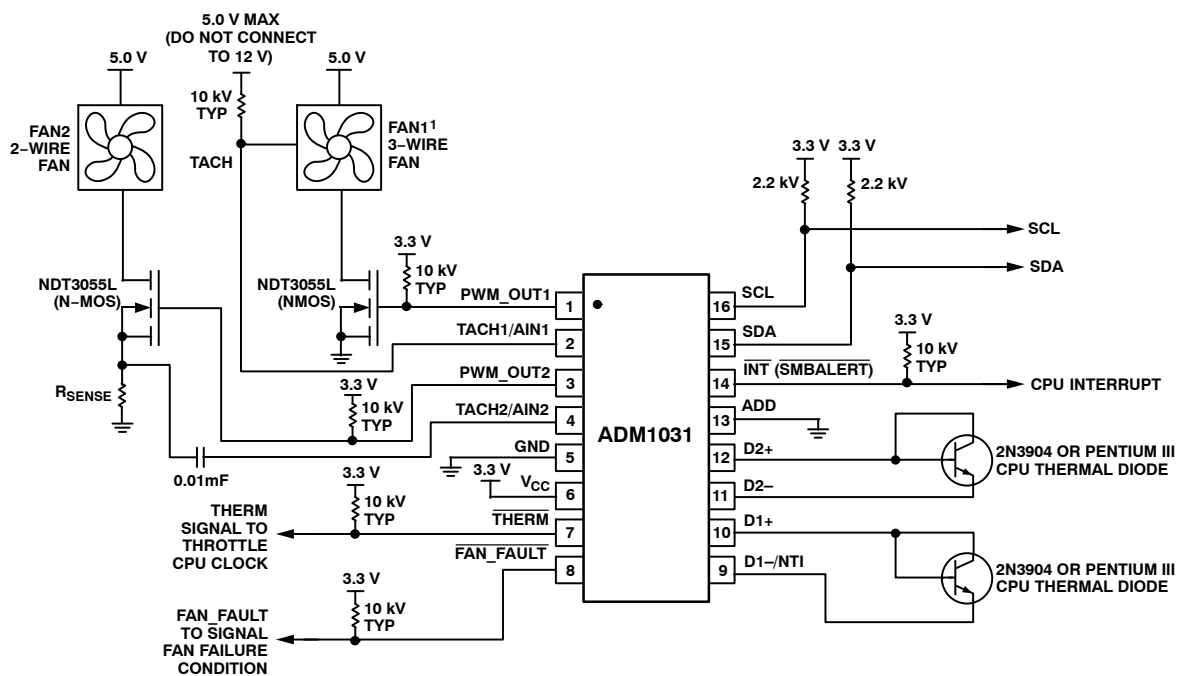 5.0 V MAX
(DO NOT CONNECT
TO 12 V)
5.0 V
5.0 V
10 kV
TYP
FAN2
2–WIRE
FAN
TACH
FAN1¹
3–WIRE
FAN
3.3 V
3.3 V
2.2 kV
2.2 kV
SCL
SDA
3.3 V
10 kV
TYP
NDT3055L
(N–MOS)
NDT3055L
(NMOS)
PWM_OUT1
1
TACH1/AIN1
2
PWM_OUT2
3
TACH2/AIN2
4
GND
5
VCC
6
THERM
7
FAN_FAULT
8
ADM1031
16
SCL
15
SDA
14
INT (SMBALERT)
13
ADD
12
D2+
11
D2–
10
D1+
9
D1–/NTI
3.3 V
10 kV
TYP
CPU INTERRUPT
RSENSE
3.3 V
10 kV
TYP
0.01mF
3.3 V
2N3904 OR PENTIUM III
CPU THERMAL DIODE
3.3 V
10 kV
TYP
THERM
SIGNAL TO
THROTTLE
CPU CLOCK
2N3904 OR PENTIUM III
CPU THERMAL DIODE
3.3 V
10 kV
TYP
FAN_FAULT
TO SIGNAL
FAN FAILURE
CONDITION